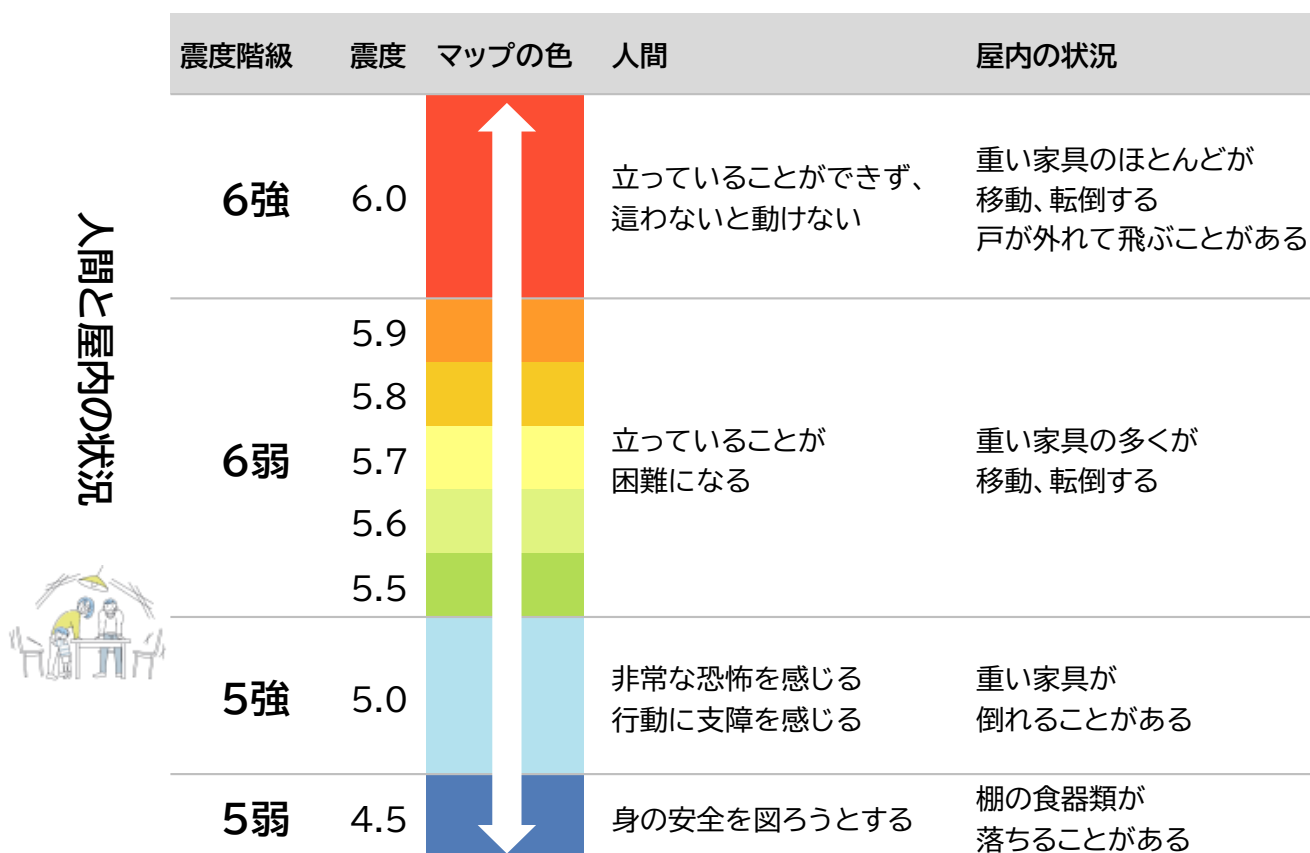 人間と屋内の状況
震度階級 震度 マップの色 人間 屋内の状況
6強 6.0
立っていることができず、
這わないと動けない
重い家具のほとんどが
移動、転倒する
戸が外れて飛ぶことがある
6弱
5.9
5.8
5.7
5.6
5.5
立っていることが
困難になる
重い家具の多くが
移動、転倒する
5強 5.0
非常な恐怖を感じる
行動に支障を感じる
重い家具が
倒れることがある
5弱 4.5
身の安全を図ろうとする
棚の食器類が
落ちることがある